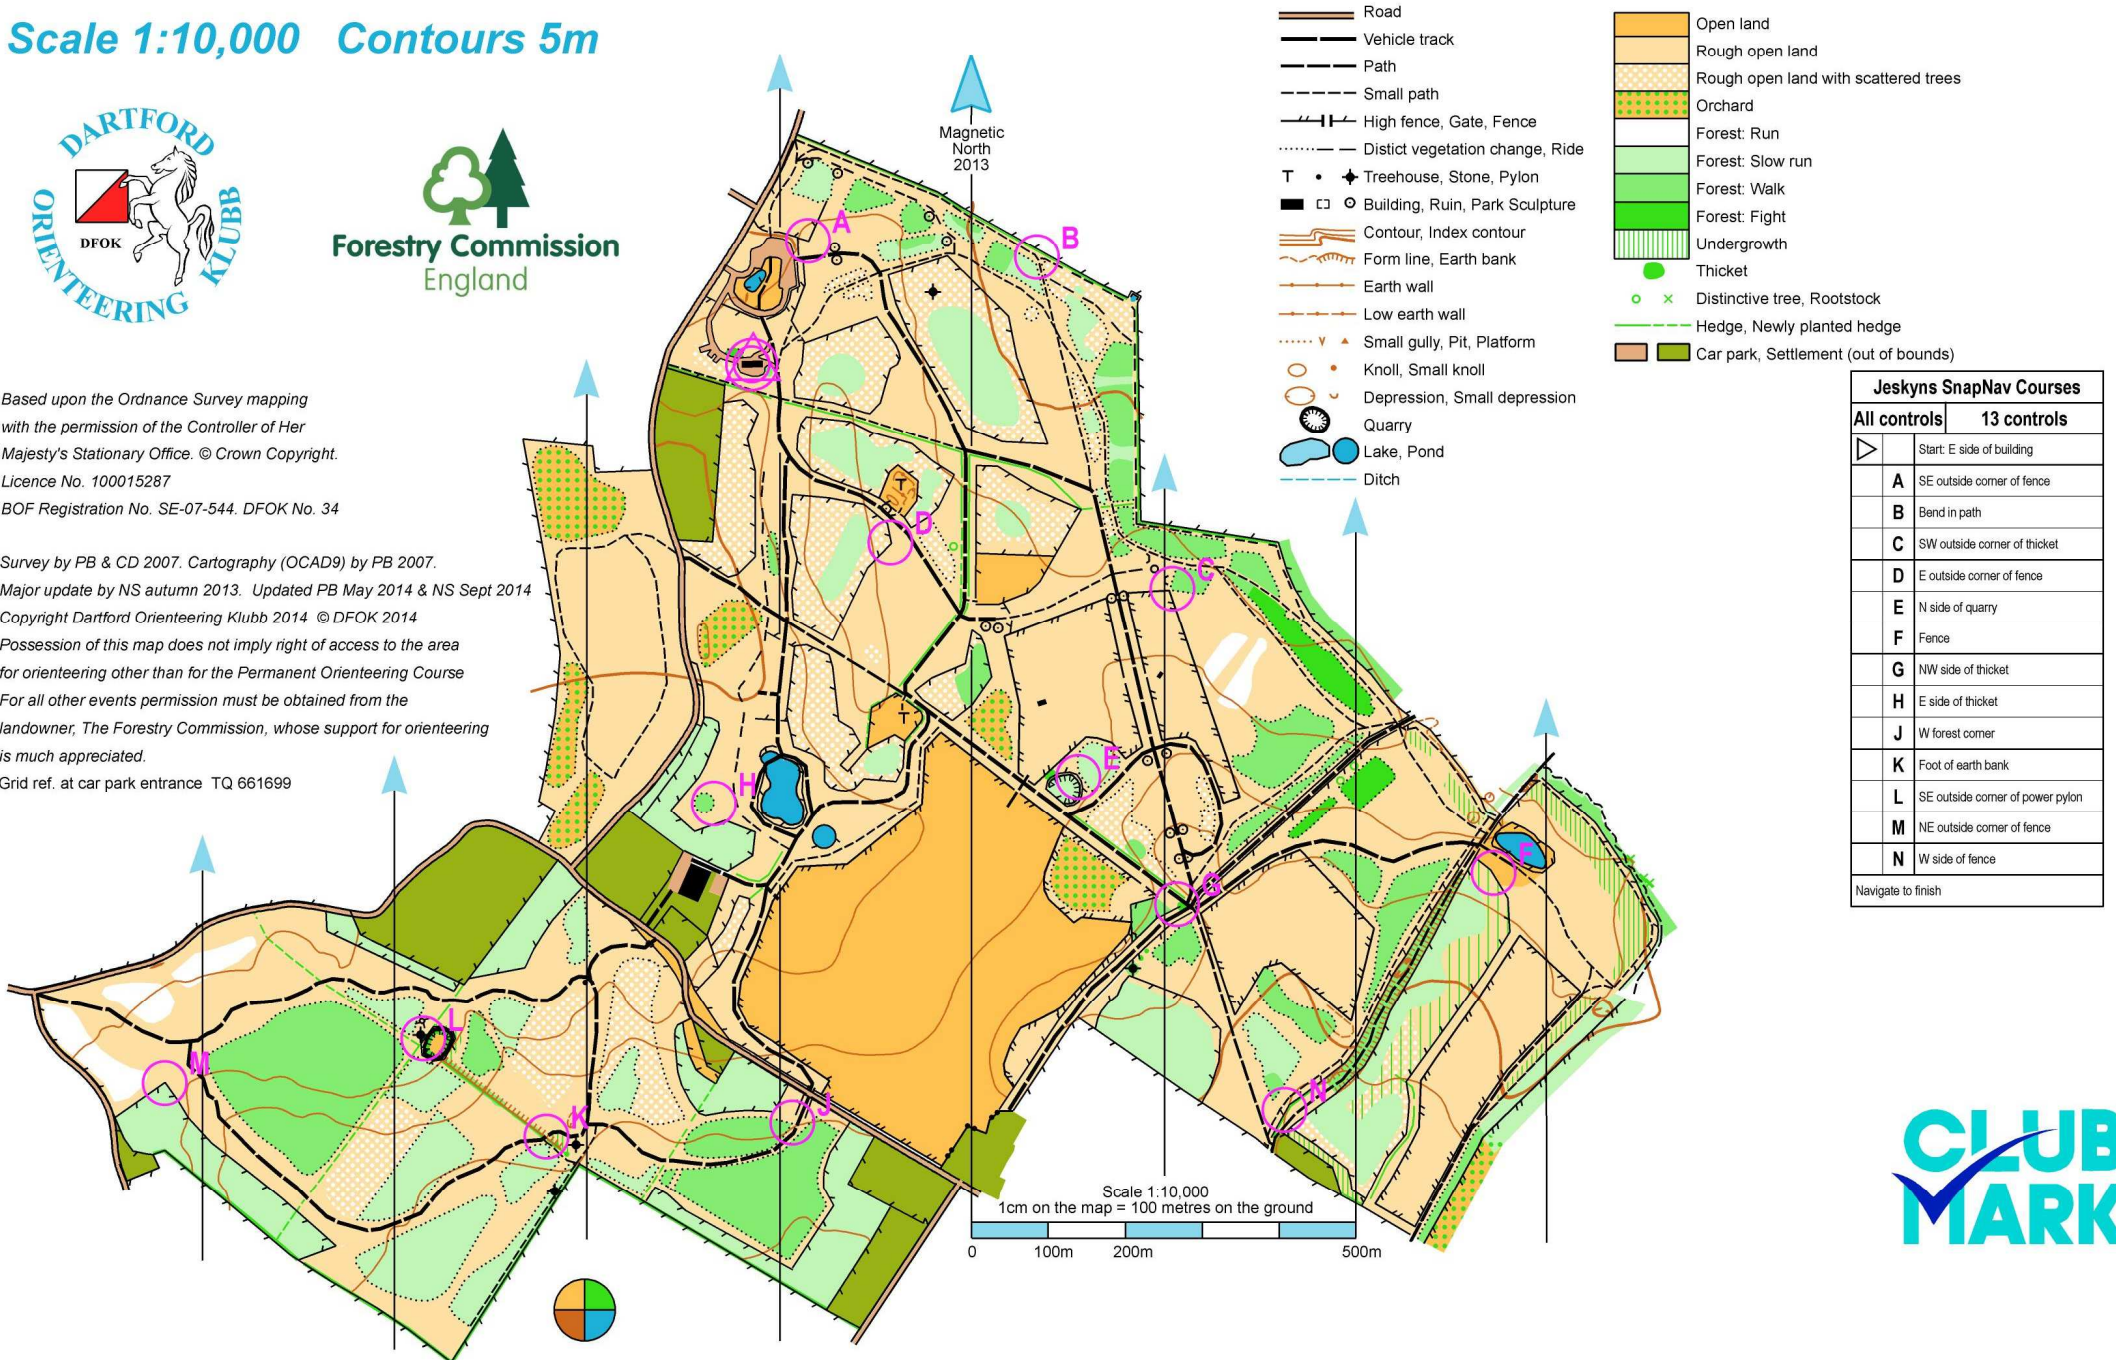 Scale 1:10,000 Contours 5m
DARTFORD
ORIENTEERING
KLUBB
DFOK
Forestry Commission
England
Based upon the Ordnance Survey mapping
with the permission of the Controller of Her
Majesty's Stationary Office. © Crown Copyright.
Licence No. 100015287
BOF Registration No. SE-07-544. DFOK No. 34
Survey by PB & CD 2007. Cartography (OCAD9) by PB 2007.
Major update by NS autumn 2013. Updated PB May 2014 & NS Sept 2014
Copyright Dartford Orienteering Klubb 2014 © DFOK 2014
Possession of this map does not imply right of access to the area
for orienteering other than for the Permanent Orienteering Course
For all other events permission must be obtained from the
landowner, The Forestry Commission, whose support for orienteering
is much appreciated.
Grid ref. at car park entrance TQ 661699
Magnetic
North
2013
A
B
C
D
E
F
G
H
J
K
L
M
N
T
T
Road
Vehicle track
Path
Small path
High fence, Gate, Fence
Distict vegetation change, Ride
T Treehouse, Stone, Pylon
Building, Ruin, Park Sculpture
Contour, Index contour
Form line, Earth bank
Earth wall
Low earth wall
Small gully, Pit, Platform
Knoll, Small knoll
Depression, Small depression
Quarry
Lake, Pond
Ditch
Open land
Rough open land
Rough open land with scattered trees
Orchard
Forest: Run
Forest: Slow run
Forest: Walk
Forest: Fight
Undergrowth
Thicket
Distinctive tree, Rootstock
Hedge, Newly planted hedge
Car park, Settlement (out of bounds)
Jeskyns SnapNav Courses
All controls 13 controls
Start: E side of building
A SE outside corner of fence
B Bend in path
C SW outside corner of thicket
D E outside corner of fence
E N side of quarry
F Fence
G NW side of thicket
H E side of thicket
J W forest corner
K Foot of earth bank
L SE outside corner of power pylon
M NE outside corner of fence
N W side of fence
Navigate to finish
Scale 1:10,000
1cm on the map = 100 metres on the ground
0 100m 200m 500m
CLUB
MARK